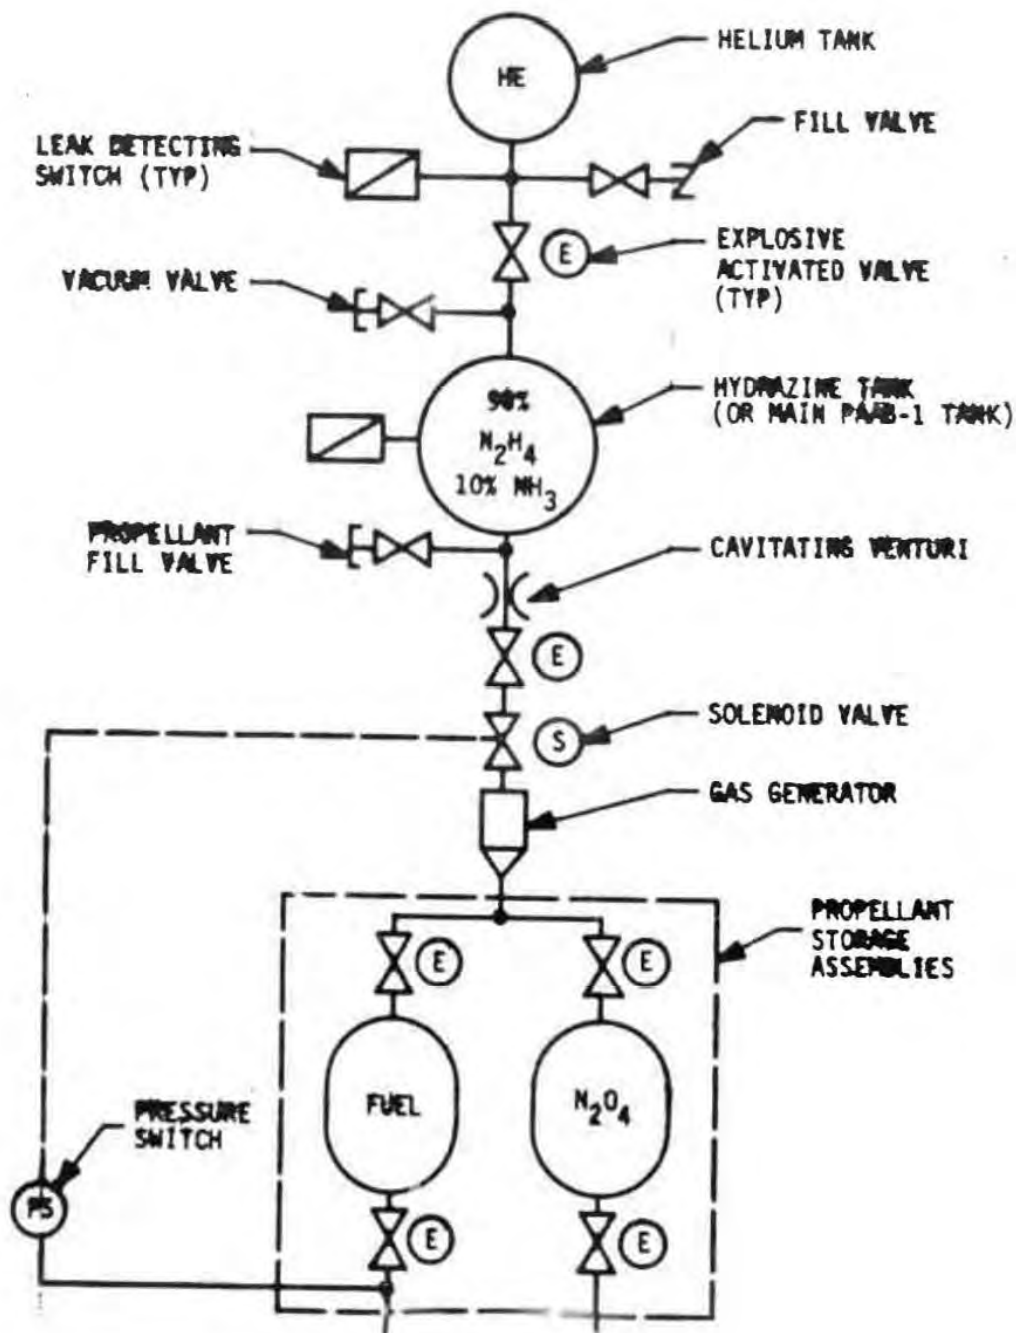 HE
HELIUM TANK
FILL VALVE
LEAK DETECTING
SWITCH (TYP)
E
EXPLOSIVE
ACTIVATED VALVE
(TYP)
VACUUM VALVE
90%
N₂H₄
10% NH₃
HYDRAZINE TANK
(OR MAIN PAAB-1 TANK)
PROPELLANT
FILL VALVE
CAVITATING VENTURI
E
S
SOLENOID VALVE
GAS GENERATOR
E
E
PROPELLANT
STORAGE
ASSEMBLIES
FUEL
N₂O₄
PRESSURE
SWITCH
PS
E
E